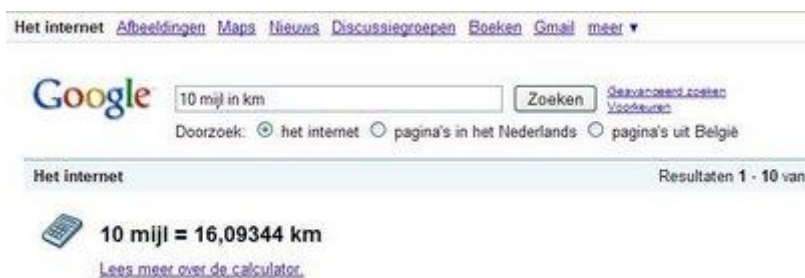 Het internet Afbeeldingen Maps Nieuws Discussiegroepen Boeken Gmail meer ▼
Google 10 mijl in km Zoeken Geavanceerd zoeken
Voorkeuren
Doorzoek: het internet pagina's in het Nederlands pagina's uit België
Het internet Resultaten 1 - 10 van
10 mijl = 16,09344 km
Lees meer over de calculator.